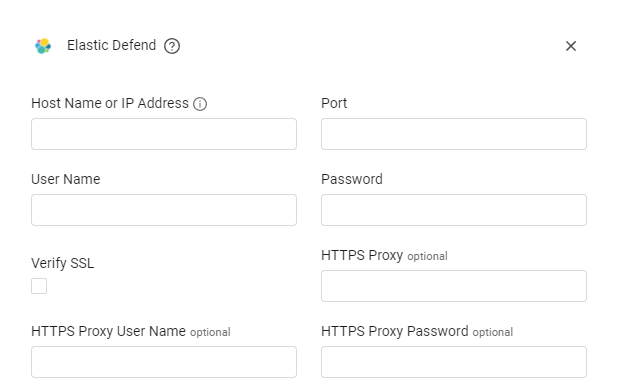 Elastic Defend
Host Name or IP Address Port
User Name Password
Verify SSL HTTPS Proxy optional
HTTPS Proxy User Name optional HTTPS Proxy Password optional